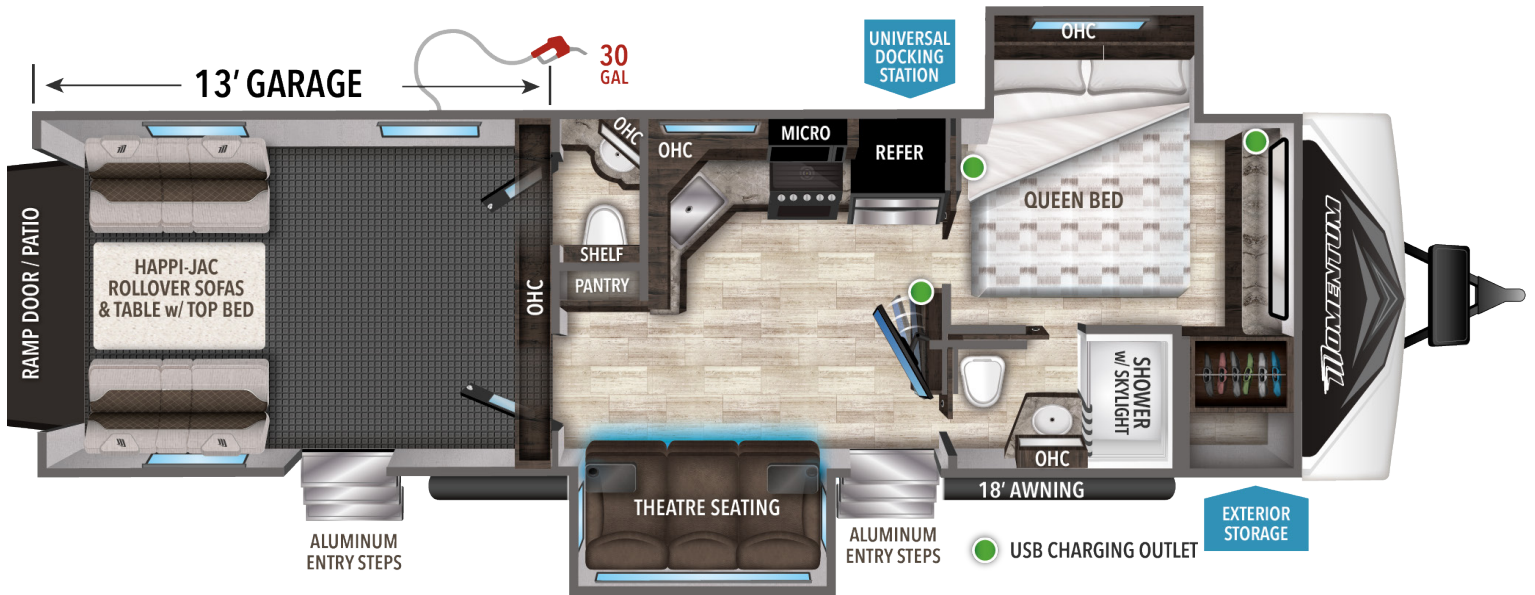 13' GARAGE
30
GAL
UNIVERSAL
DOCKING
STATION
OHC
OHC
OHC
MICRO
REFER
QUEEN BED
RAMP DOOR / PATIO
HAPPI-JAC
ROLLOVER SOFAS
& TABLE w/ TOP BED
OHC
SHELF
PANTRY
MOMENTUM
SHOWER
w/ SKYLIGHT
OHC
THEATRE SEATING
18' AWNING
ALUMINUM
ENTRY STEPS
ALUMINUM
ENTRY STEPS
USB CHARGING OUTLET
EXTERIOR
STORAGE